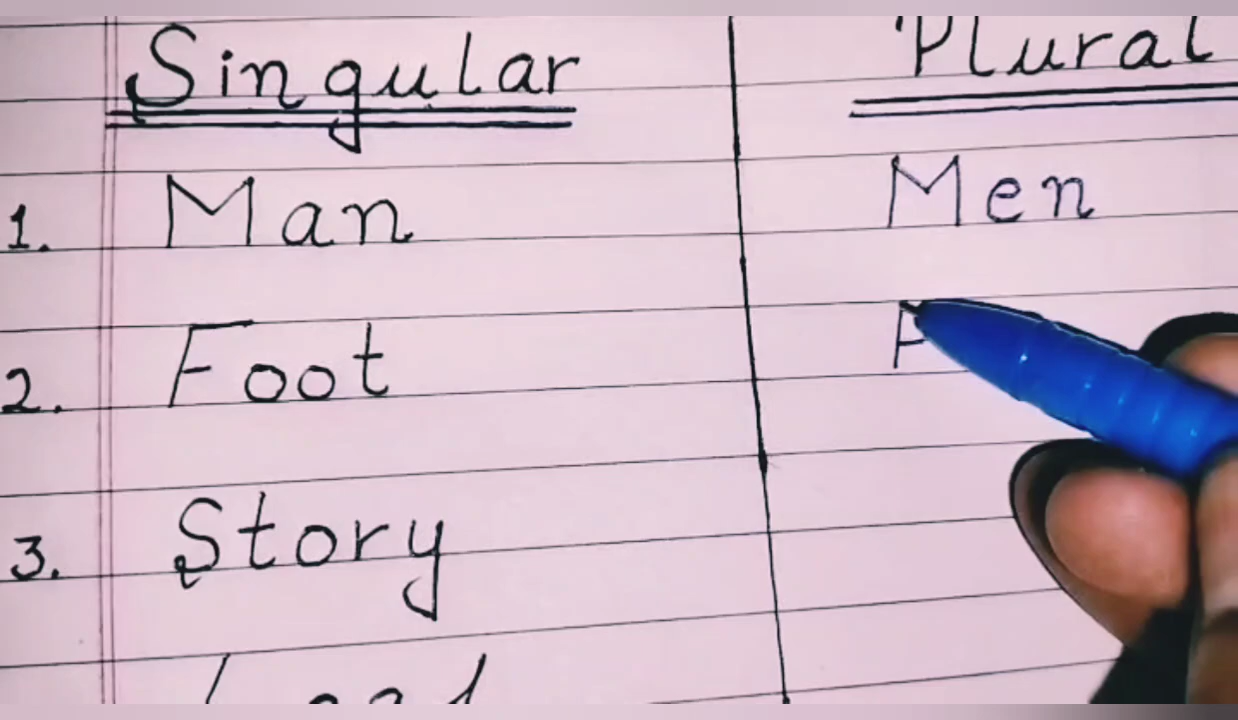 Singular Plural
1. Man Men
2. Foot F
3. Story